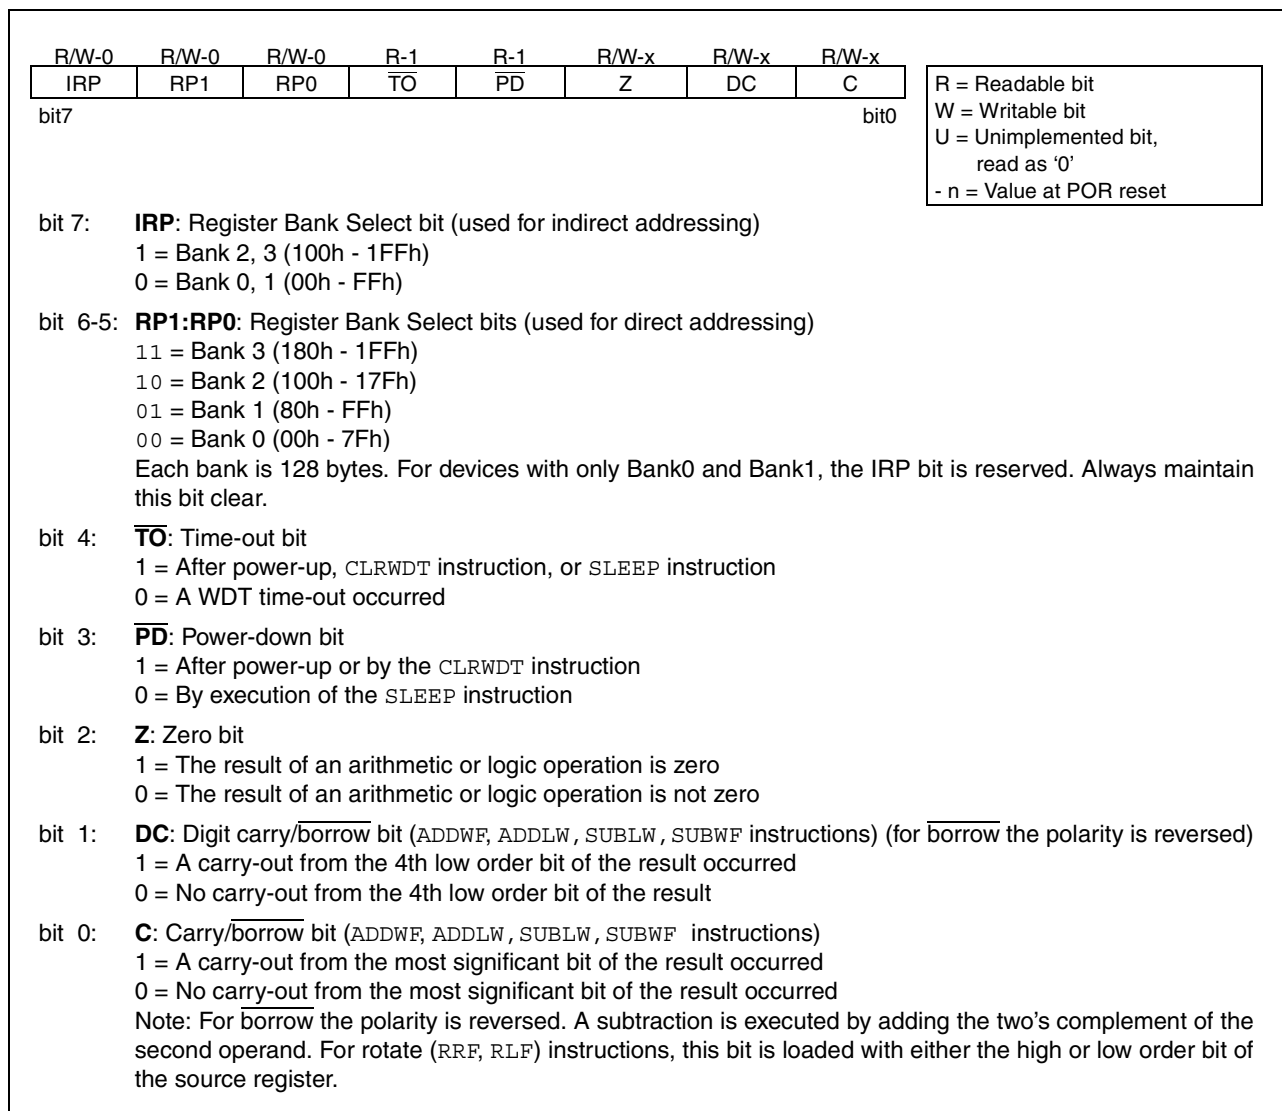 R/W-0 R/W-0 R/W-0 R-1 R-1 R/W-x R/W-x R/W-x
IRP RP1 RP0 T̅O̅ P̅D̅ Z DC C
bit7 bit0
R = Readable bit
W = Writable bit
U = Unimplemented bit,
read as ‘0’
- n = Value at POR reset
bit 7: IRP: Register Bank Select bit (used for indirect addressing)
1 = Bank 2, 3 (100h - 1FFh)
0 = Bank 0, 1 (00h - FFh)
bit 6-5: RP1:RP0: Register Bank Select bits (used for direct addressing)
11 = Bank 3 (180h - 1FFh)
10 = Bank 2 (100h - 17Fh)
01 = Bank 1 (80h - FFh)
00 = Bank 0 (00h - 7Fh)
Each bank is 128 bytes. For devices with only Bank0 and Bank1, the IRP bit is reserved. Always maintain
this bit clear.
bit 4: T̅O̅: Time-out bit
1 = After power-up, CLRWDT instruction, or SLEEP instruction
0 = A WDT time-out occurred
bit 3: P̅D̅: Power-down bit
1 = After power-up or by the CLRWDT instruction
0 = By execution of the SLEEP instruction
bit 2: Z: Zero bit
1 = The result of an arithmetic or logic operation is zero
0 = The result of an arithmetic or logic operation is not zero
bit 1: DC: Digit carry/b̅o̅r̅r̅o̅w̅ bit (ADDWF, ADDLW, SUBLW, SUBWF instructions) (for b̅o̅r̅r̅o̅w̅ the polarity is reversed)
1 = A carry-out from the 4th low order bit of the result occurred
0 = No carry-out from the 4th low order bit of the result
bit 0: C: Carry/b̅o̅r̅r̅o̅w̅ bit (ADDWF, ADDLW, SUBLW, SUBWF instructions)
1 = A carry-out from the most significant bit of the result occurred
0 = No carry-out from the most significant bit of the result occurred
Note: For b̅o̅r̅r̅o̅w̅ the polarity is reversed. A subtraction is executed by adding the two’s complement of the
second operand. For rotate (RRF, RLF) instructions, this bit is loaded with either the high or low order bit of
the source register.